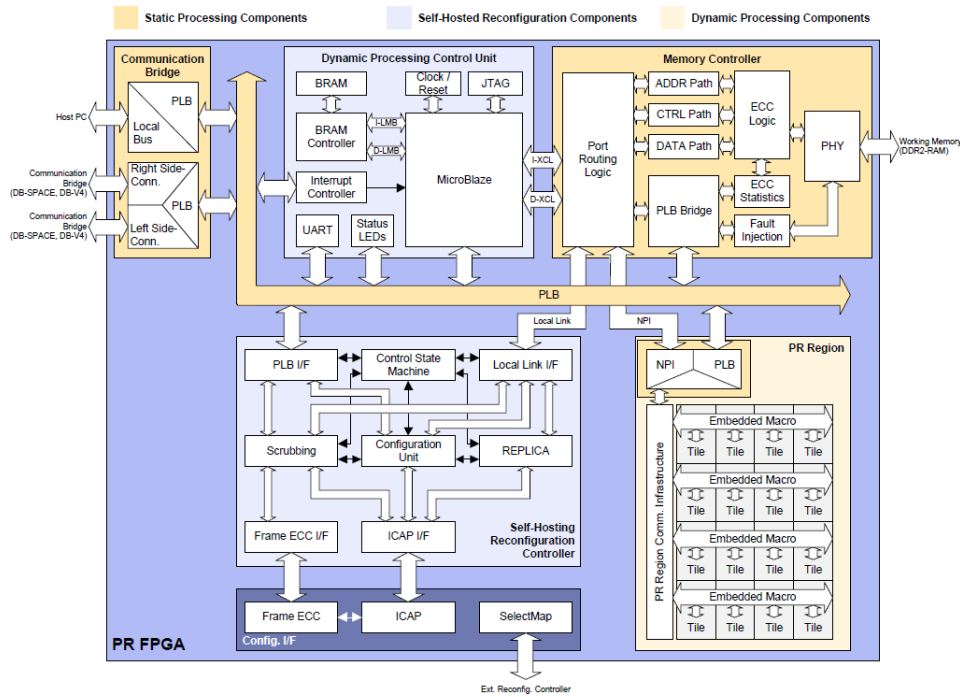 Static Processing Components
Self-Hosted Reconfiguration Components
Dynamic Processing Components
Communication
Bridge
PLB
Local
Bus
Host PC
Right Side-
Conn.
PLB
Left Side-
Conn.
Communication
Bridge
(DB-SPACE, DB-V4)
Communication
Bridge
(DB-SPACE, DB-V4)
Dynamic Processing Control Unit
BRAM
Clock /
Reset
JTAG
BRAM
Controller
I-LMB
D-LMB
MicroBlaze
Interrupt
Controller
UART
Status
LEDs
I-XCL
D-XCL
Memory Controller
Port
Routing
Logic
ADDR Path
CTRL Path
DATA Path
ECC
Logic
PHY
Working Memory
(DDR2-RAM)
PLB Bridge
ECC
Statistics
Fault
Injection
PLB
Local Link
NPI
PLB I/F
Control State
Machine
Local Link I/F
Scrubbing
Configuration
Unit
REPLICA
Frame ECC I/F
ICAP I/F
Self-Hosting
Reconfiguration
Controller
Frame ECC
ICAP
SelectMap
Config. I/F
PR FPGA
Ext. Reconfig. Controller
PR Region
NPI
PLB
PR Region Comm. Infrastructure
Embedded Macro
Tile Tile Tile Tile
Embedded Macro
Tile Tile Tile Tile
Embedded Macro
Tile Tile Tile Tile
Embedded Macro
Tile Tile Tile Tile